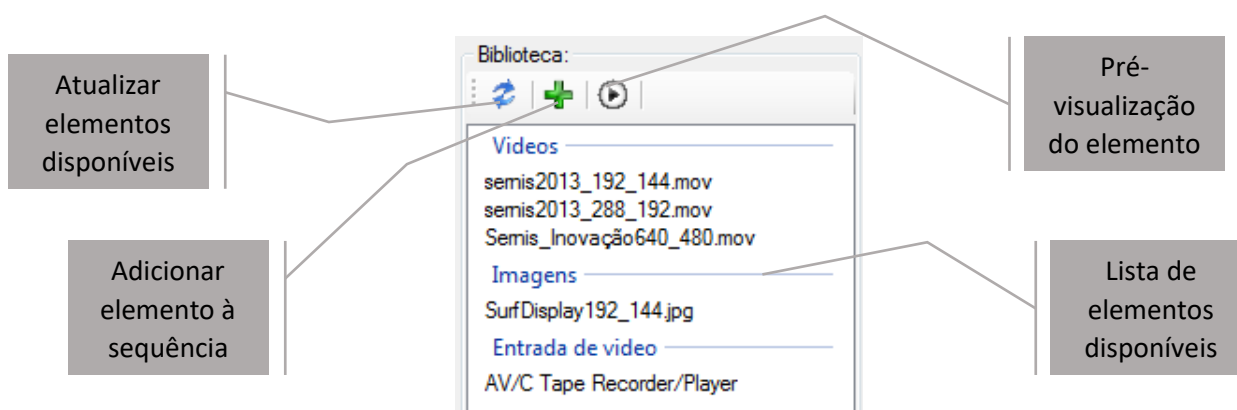 Atualizar
elementos
disponíveis
Adicionar
elemento à
sequência
Biblioteca:
Videos
semis2013_192_144.mov
semis2013_288_192.mov
Semis_Inovação640_480.mov
Imagens
SurfDisplay192_144.jpg
Entrada de video
AV/C Tape Recorder/Player
Pré-
visualização
do elemento
Lista de
elementos
disponíveis